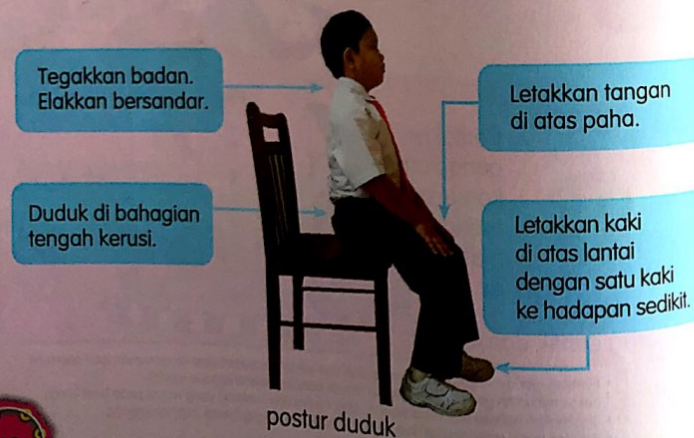 Tegakkan badan.
Elakkan bersandar.
Letakkan tangan
di atas paha.
Duduk di bahagian
tengah kerusi.
Letakkan kaki
di atas lantai
dengan satu kaki
ke hadapan sedikit.
postur duduk